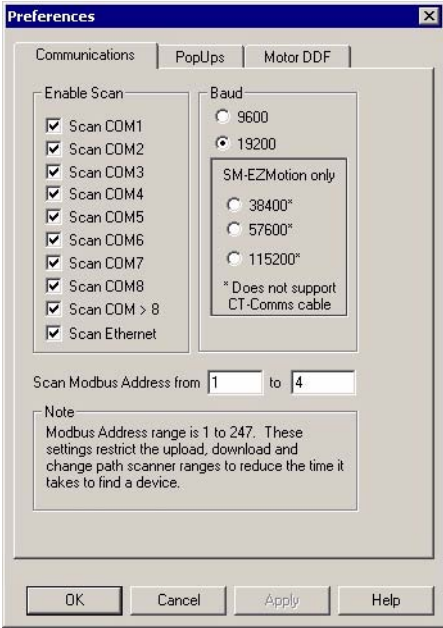 Preferences
Communications
PopUps
Motor DDF
Enable Scan
Scan COM1
Scan COM2
Scan COM3
Scan COM4
Scan COM5
Scan COM6
Scan COM7
Scan COM8
Scan COM > 8
Scan Ethernet
Baud
9600
19200
SM-EZMotion only
38400*
57600*
115200*
* Does not support
CT-Comms cable
Scan Modbus Address from 1 to 4
Note
Modbus Address range is 1 to 247. These
settings restrict the upload, download and
change path scanner ranges to reduce the time it
takes to find a device.
OK
Cancel
Apply
Help